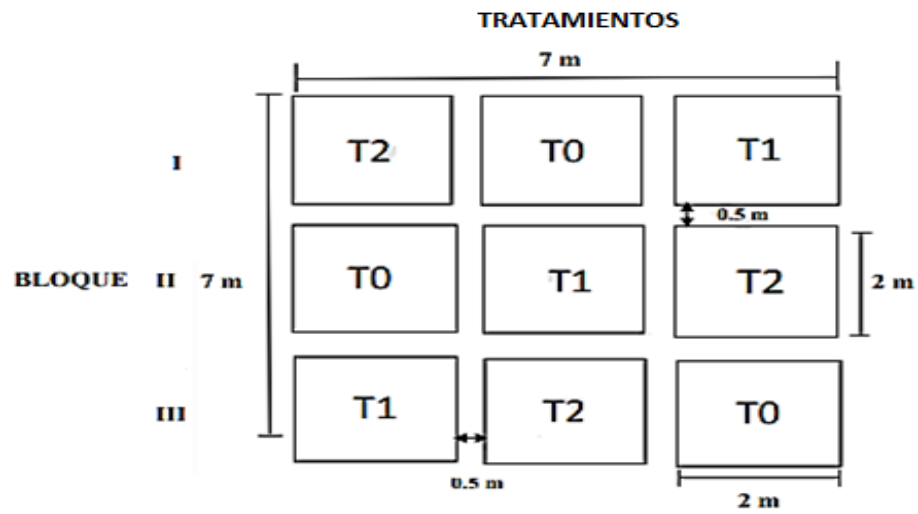 TRATAMIENTOS
7 m
I
T2
T0
T1
0.5 m
BLOQUE II 7 m
T0
T1
T2
2 m
III
T1
T2
T0
0.5 m
2 m